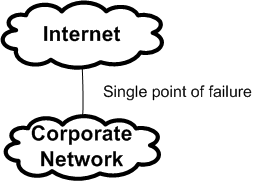 Internet
Single point of failure
Corporate
Network